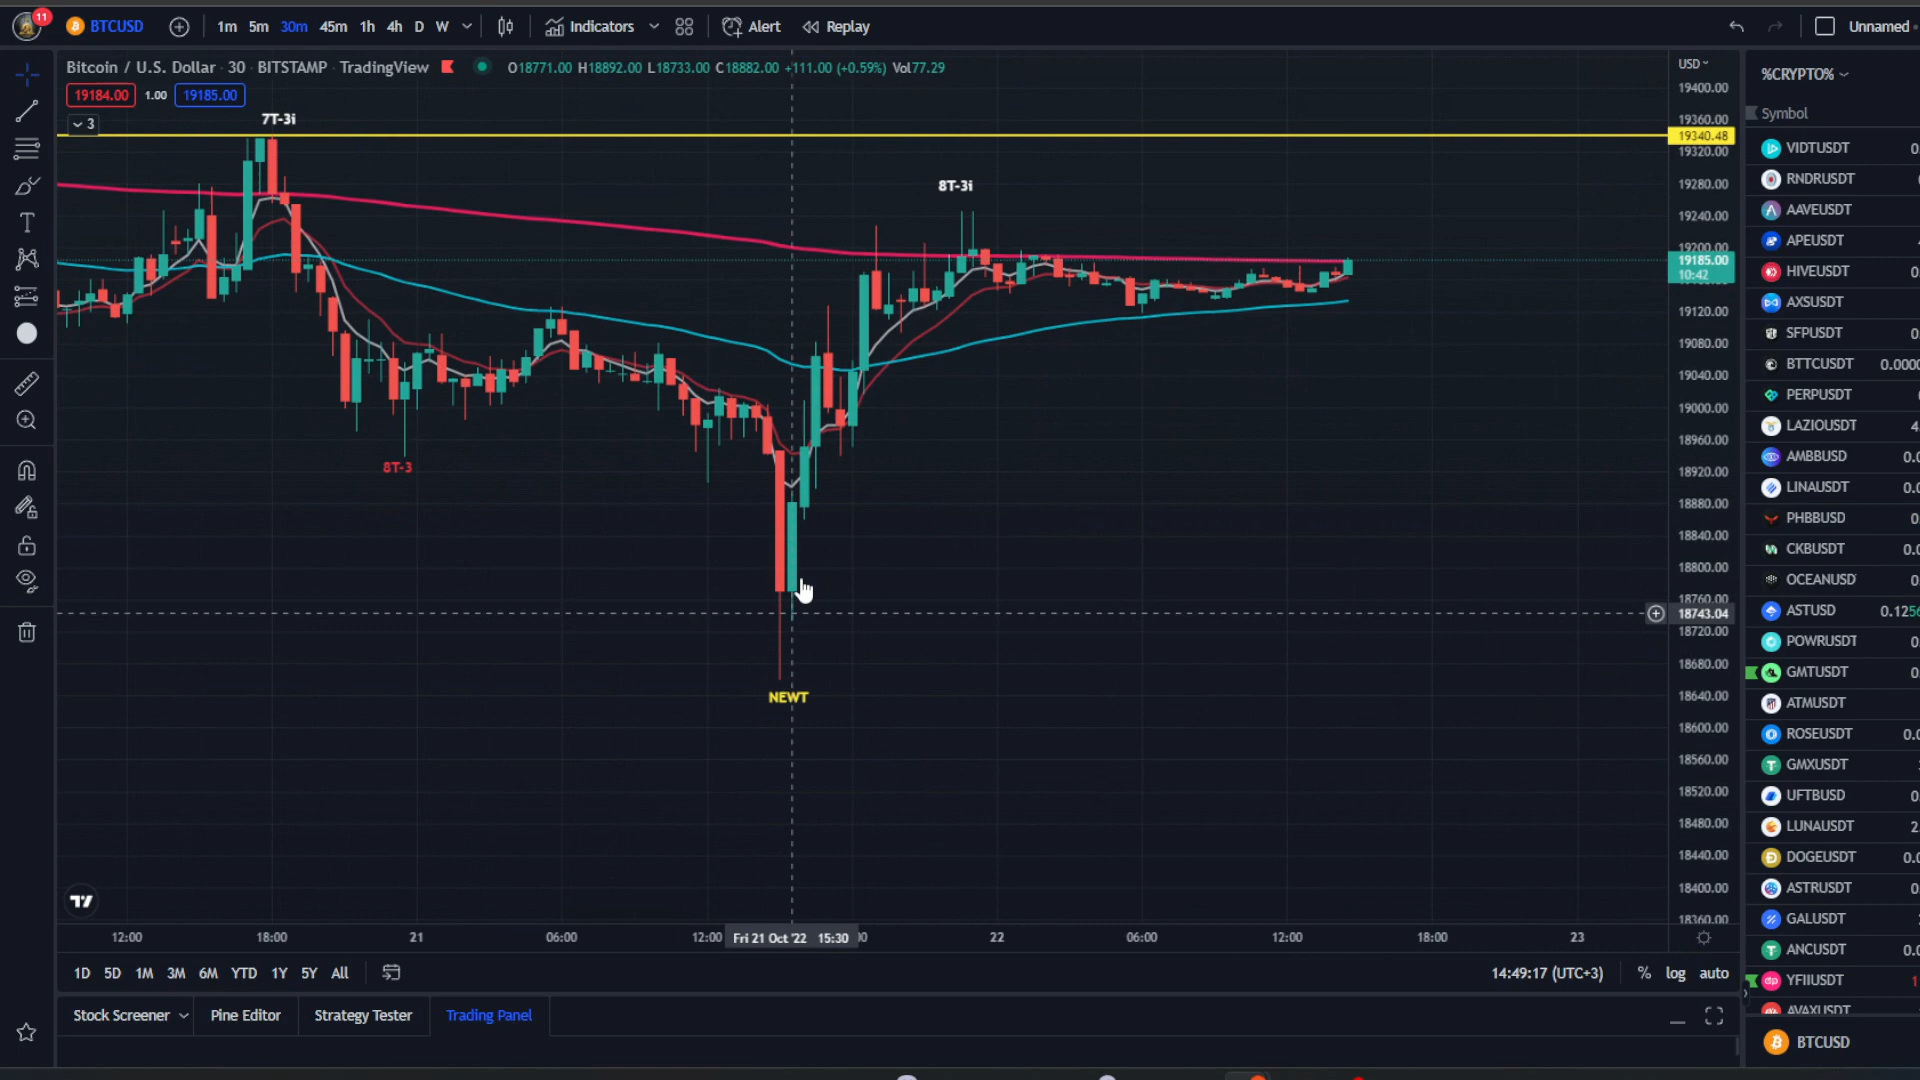 11
BTCUSD
1m 5m 30m 45m 1h 4h D W
Indicators
Alert
Replay
Unnamed
Bitcoin / U.S. Dollar · 30 · BITSTAMP · TradingView
O18771.00 H18892.00 L18733.00 C18882.00 +111.00 (+0.59%) Vol77.29
19184.00 1.00 19185.00
3
7T-3i
8T-3i
8T-3
NEWT
USD
19400.00
19360.00
19340.48
19320.00
19280.00
19240.00
19200.00
19185.00
10:42
19120.00
19080.00
19040.00
19000.00
18960.00
18920.00
18880.00
18840.00
18800.00
18760.00
18743.04
18720.00
18680.00
18640.00
18600.00
18560.00
18520.00
18480.00
18440.00
18400.00
18360.00
12:00 18:00 21 06:00 12:00 Fri 21 Oct '22 15:30 22 06:00 12:00 18:00 23
1D 5D 1M 3M 6M YTD 1Y 5Y All
14:49:17 (UTC+3) % log auto
Stock Screener Pine Editor Strategy Tester Trading Panel
%CRYPTO%
Symbol
VIDTUSDT
RNDRUSDT
AAVEUSDT
APEUSDT
HIVEUSDT
AXSUSDT
SFPUSDT
BTTCUSDT
PERPUSDT
LAZIOUSDT
AMBBUSD
LINAUSDT
PHBBUSD
CKBUSDT
OCEANUSD
ASTUSD
POWRUSDT
GMTUSDT
ATMUSDT
ROSEUSDT
GMXUSDT
UFTBUSD
LUNAUSDT
DOGEUSDT
ASTRUSDT
GALUSDT
ANCUSDT
YFIIUSDT
AVAXUSDT
BTCUSD